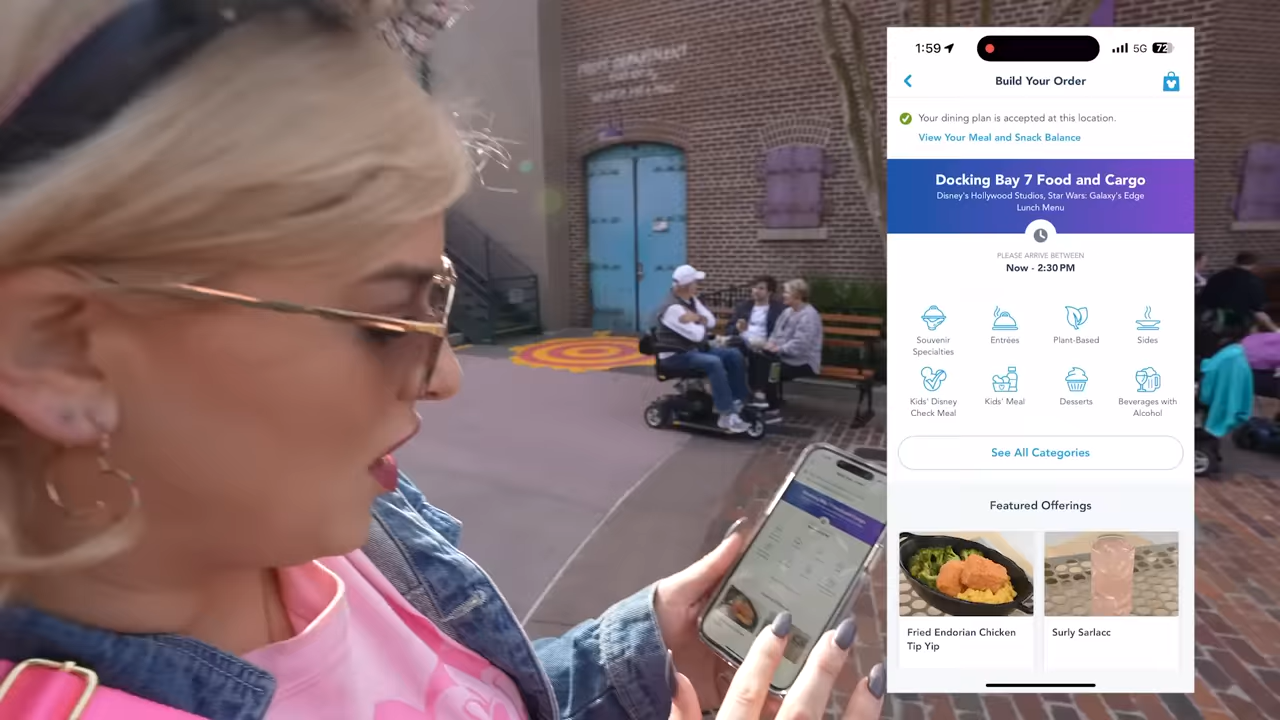 1:59
5G
72
Build Your Order
Your dining plan is accepted at this location.
View Your Meal and Snack Balance
Docking Bay 7 Food and Cargo
Disney's Hollywood Studios, Star Wars: Galaxy's Edge
Lunch Menu
PLEASE ARRIVE BETWEEN
Now - 2:30 PM
Souvenir
Specialties
Entrées
Plant-Based
Sides
Kids' Disney
Check Meal
Kids' Meal
Desserts
Beverages with
Alcohol
See All Categories
Featured Offerings
Fried Endorian Chicken
Tip Yip
Surly Sarlacc